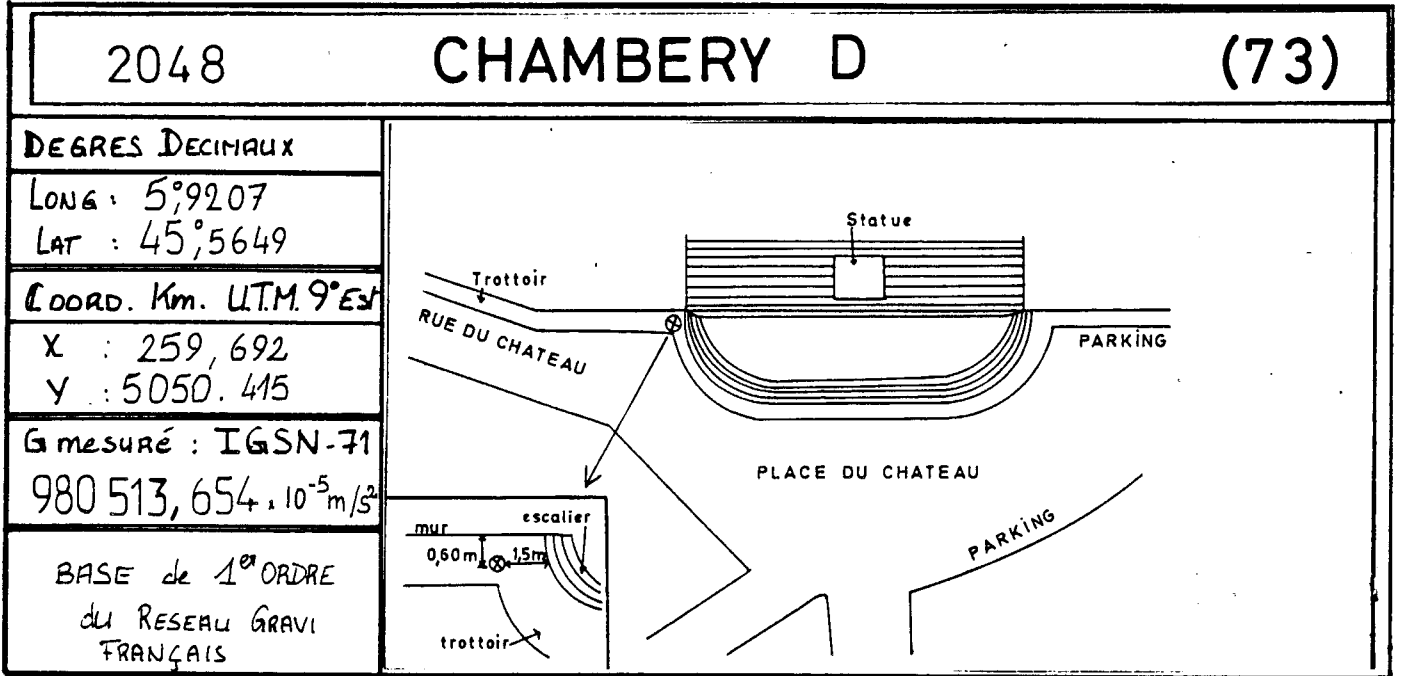 2048 CHAMBERY D (73)
DEGRES DECIMAUX
LONG : 5°,9207
LAT : 45°,5649
COORD. Km. U.T.M. 9° Est
X : 259,692
Y : 5050.415
G mesuré : IGSN-71
980 513,654 . 10⁻⁵ m/s²
BASE de 1er ORDRE
du RESEAU GRAVI
FRANÇAIS
Statue
Trottoir
RUE DU CHATEAU
PARKING
PLACE DU CHATEAU
PARKING
mur
escalier
0,60m
1,5m
trottoir